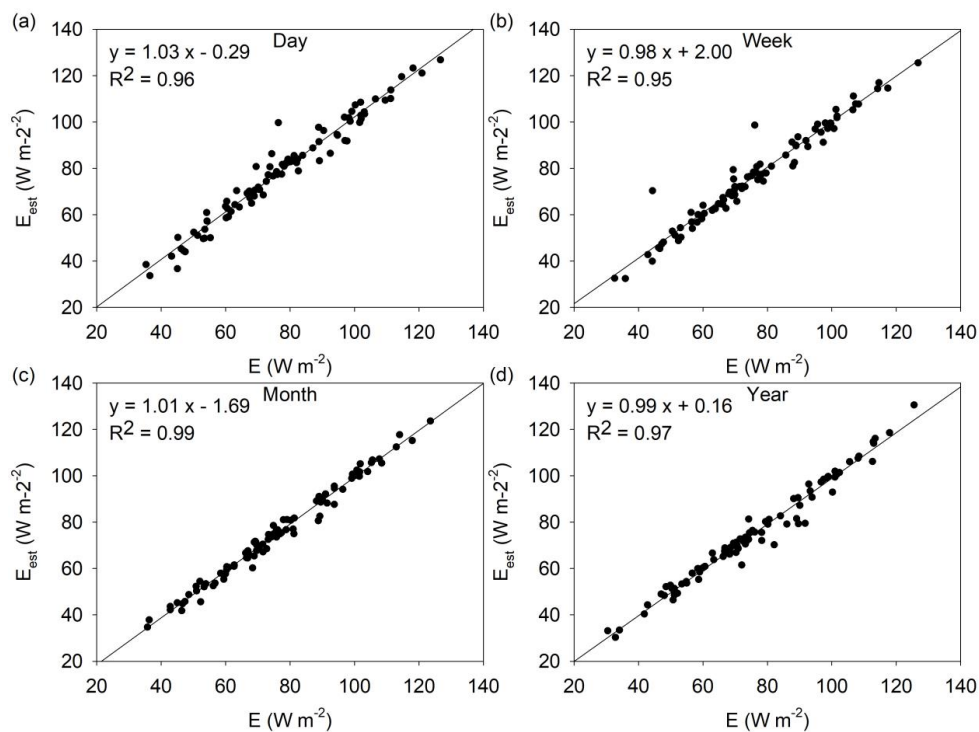 (a)
Day
y = 1.03 x - 0.29
R² = 0.96
140
120
100
80
60
40
20
E_est (W m-2⁻²)
20 40 60 80 100 120 140
E (W m⁻²)
(b)
Week
y = 0.98 x + 2.00
R² = 0.95
140
120
100
80
60
40
20
E_est (W m-2⁻²)
20 40 60 80 100 120 140
E (W m⁻²)
(c)
Month
y = 1.01 x - 1.69
R² = 0.99
140
120
100
80
60
40
20
E_est (W m-2⁻²)
20 40 60 80 100 120 140
E (W m⁻²)
(d)
Year
y = 0.99 x + 0.16
R² = 0.97
140
120
100
80
60
40
20
E_est (W m-2⁻²)
20 40 60 80 100 120 140
E (W m⁻²)